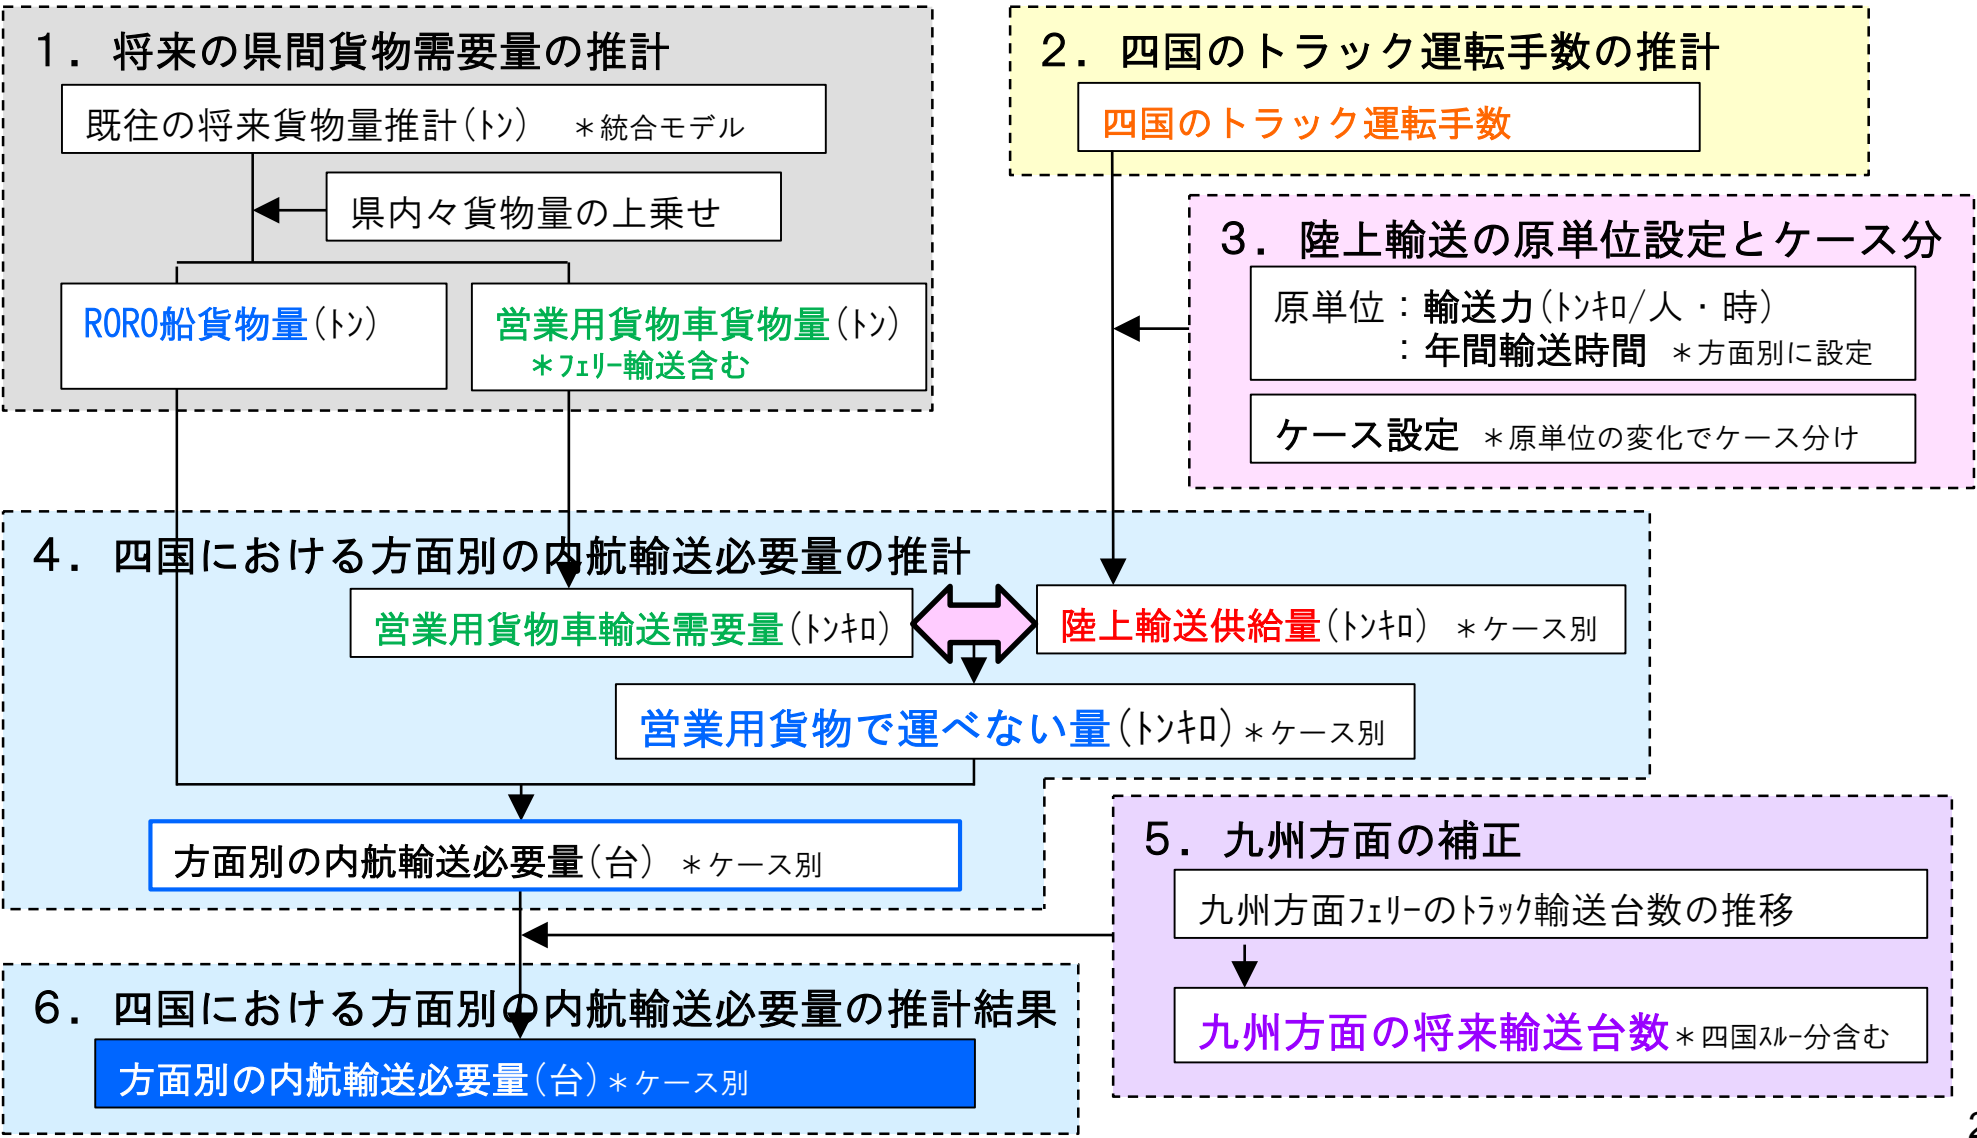 １．将来の県間貨物需要量の推計
既往の将来貨物量推計(ﾄﾝ) ＊統合モデル
県内々貨物量の上乗せ
RORO船貨物量(ﾄﾝ)
営業用貨物車貨物量(ﾄﾝ)
＊ﾌｪﾘｰ輸送含む
２．四国のトラック運転手数の推計
四国のトラック運転手数
３．陸上輸送の原単位設定とケース分
原単位：輸送力(ﾄﾝｷﾛ/人・時)
：年間輸送時間 ＊方面別に設定
ケース設定 ＊原単位の変化でケース分け
４．四国における方面別の内航輸送必要量の推計
営業用貨物車輸送需要量(ﾄﾝｷﾛ)
陸上輸送供給量(ﾄﾝｷﾛ) ＊ケース別
営業用貨物で運べない量(ﾄﾝｷﾛ)＊ケース別
方面別の内航輸送必要量(台) ＊ケース別
５．九州方面の補正
九州方面ﾌｪﾘｰのﾄﾗｯｸ輸送台数の推移
九州方面の将来輸送台数＊四国ｽﾙｰ分含む
６．四国における方面別の内航輸送必要量の推計結果
方面別の内航輸送必要量(台)＊ケース別